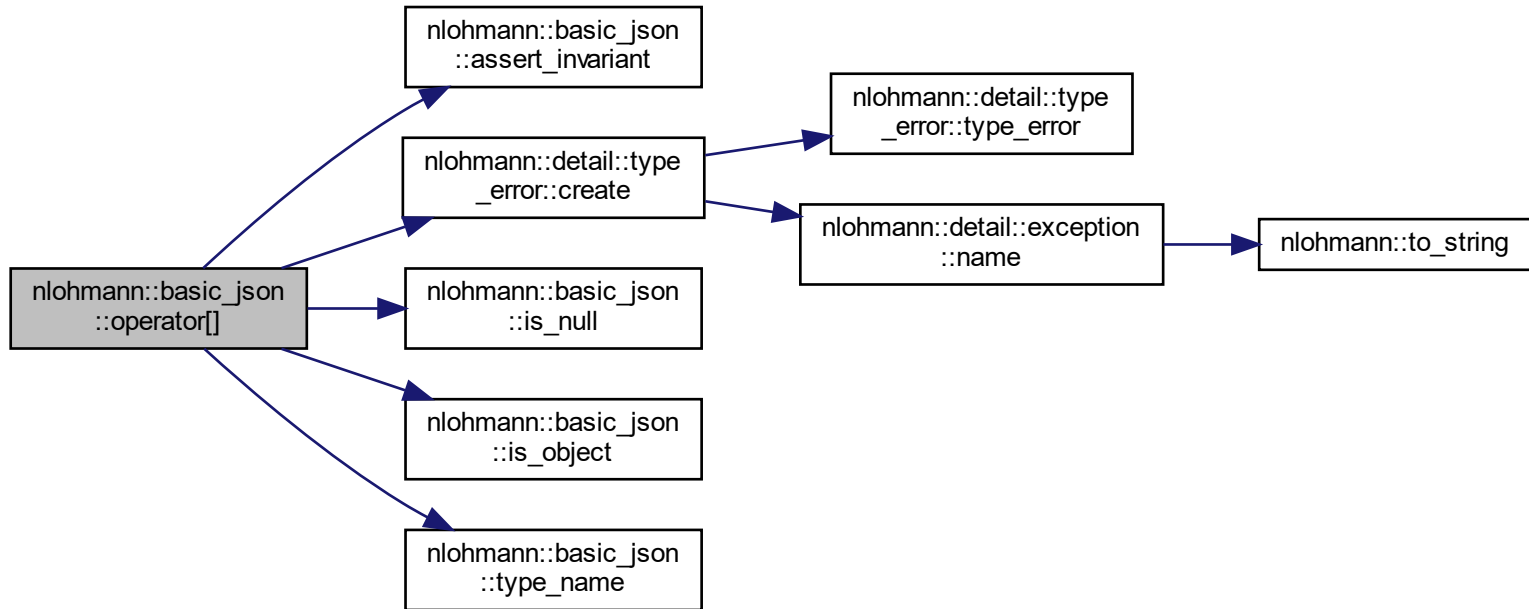 nlohmann::basic_json
::operator[]
nlohmann::basic_json
::assert_invariant
nlohmann::detail::type
_error::create
nlohmann::basic_json
::is_null
nlohmann::basic_json
::is_object
nlohmann::basic_json
::type_name
nlohmann::detail::type
_error::type_error
nlohmann::detail::exception
::name
nlohmann::to_string